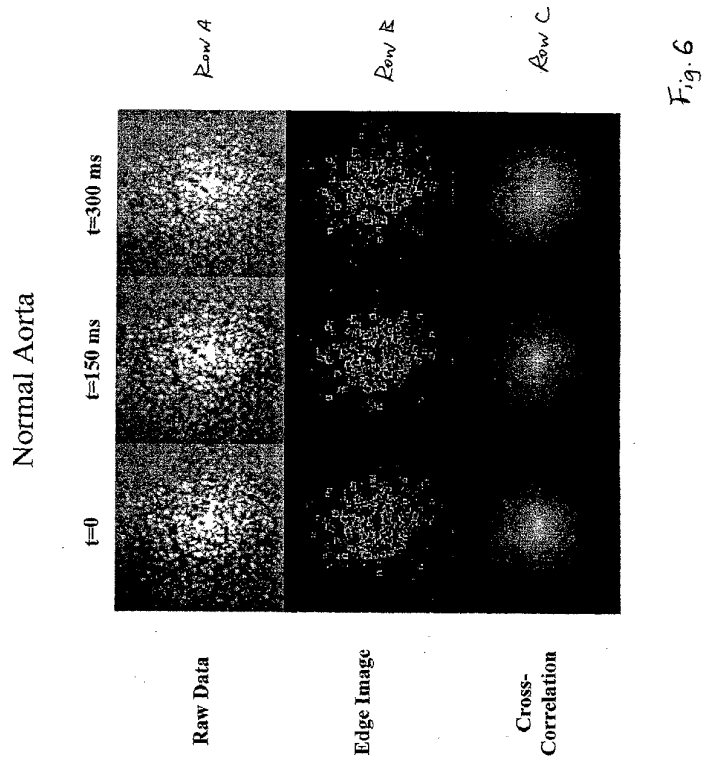 Normal Aorta
t=0
t=150 ms
t=300 ms
Raw Data
Row A
Edge Image
Row B
Cross-
Correlation
Row C
Fig. 6